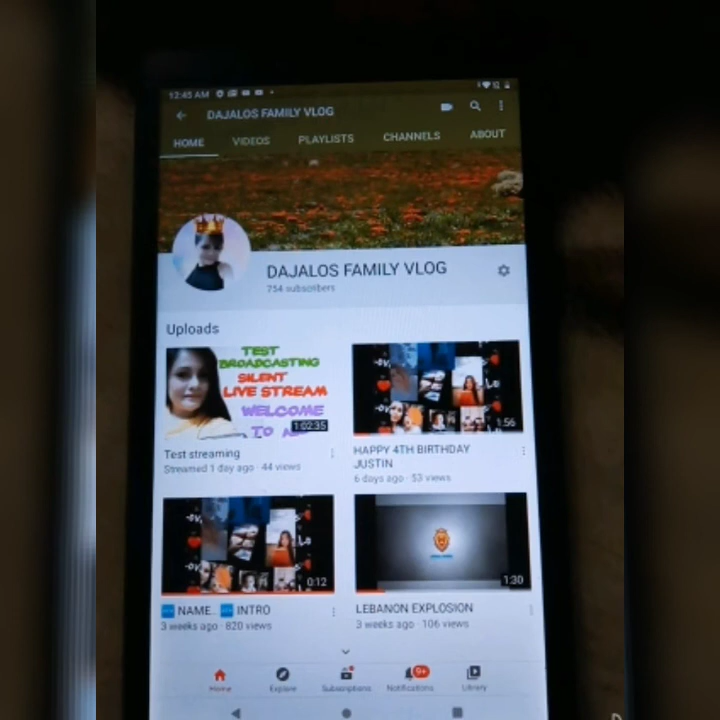 12:45 AM
DAJALOS FAMILY VLOG
HOME VIDEOS PLAYLISTS CHANNELS ABOUT
DAJALOS FAMILY VLOG
754 subscribers
Uploads
TEST
BROADCASTING
SILENT
LIVE STREAM
WELCOME
TO
1:02:35
1:56
Test streaming
Streamed 1 day ago · 44 views
HAPPY 4TH BIRTHDAY
JUSTIN
6 days ago · 53 views
0:12
1:30
NAME.. INTRO
3 weeks ago · 820 views
LEBANON EXPLOSION
3 weeks ago · 106 views
9+
Home Explore Subscriptions Notifications Library